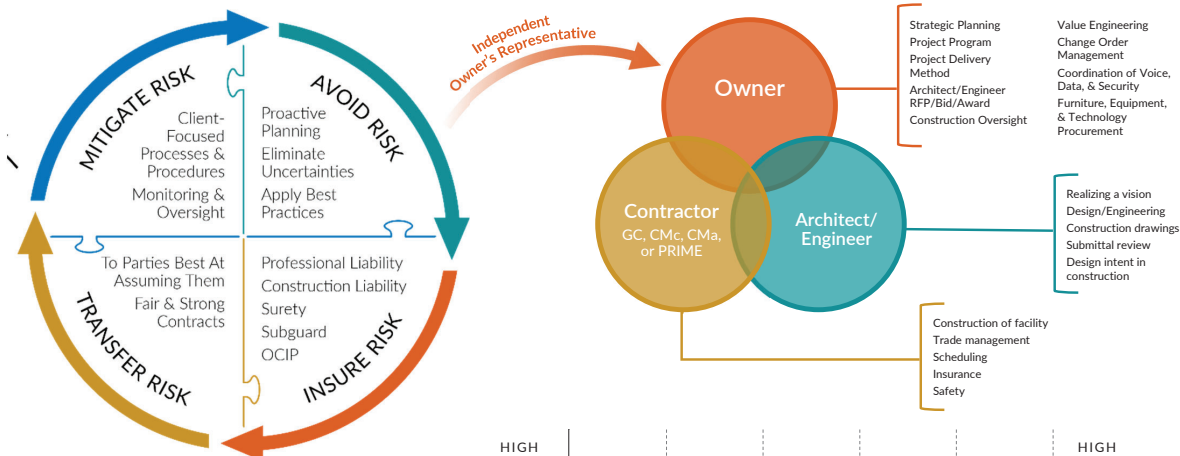 MITIGATE RISK
Client-
Focused
Processes &
Procedures
Monitoring &
Oversight
AVOID RISK
Proactive
Planning
Eliminate
Uncertainties
Apply Best
Practices
To Parties Best At
Assuming Them
Fair & Strong
Contracts
TRANSFER RISK
Professional Liability
Construction Liability
Surety
Subguard
OCIP
INSURE RISK
Independent
Owner's Representative
Owner
Contractor
GC, CMc, CMa,
or PRIME
Architect/
Engineer
Strategic Planning
Project Program
Project Delivery
Method
Architect/Engineer
RFP/Bid/Award
Construction Oversight
Value Engineering
Change Order
Management
Coordination of Voice,
Data, & Security
Furniture, Equipment,
& Technology
Procurement
Realizing a vision
Design/Engineering
Construction drawings
Submittal review
Design intent in
construction
Construction of facility
Trade management
Scheduling
Insurance
Safety
HIGH
HIGH